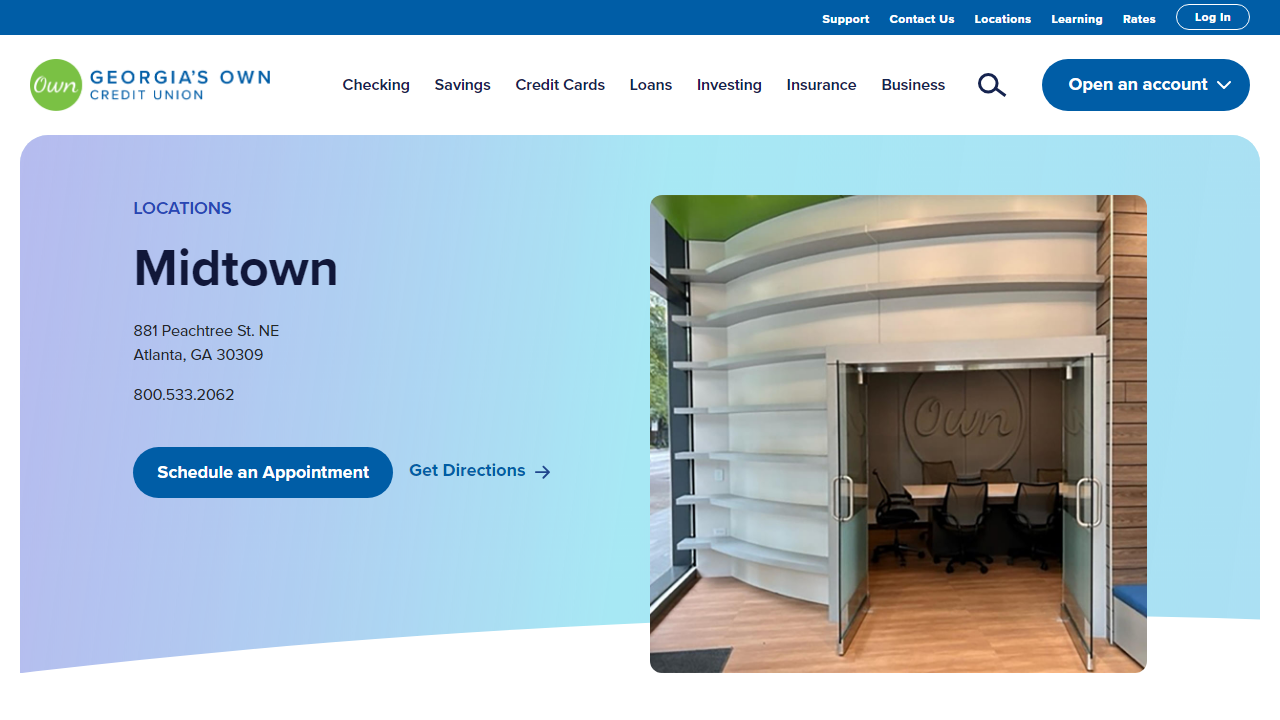 Support Contact Us Locations Learning Rates Log In
Own GEORGIA'S OWN
CREDIT UNION
Checking Savings Credit Cards Loans Investing Insurance Business Open an account
LOCATIONS
Midtown
881 Peachtree St. NE
Atlanta, GA 30309
800.533.2062
Schedule an Appointment Get Directions
Own